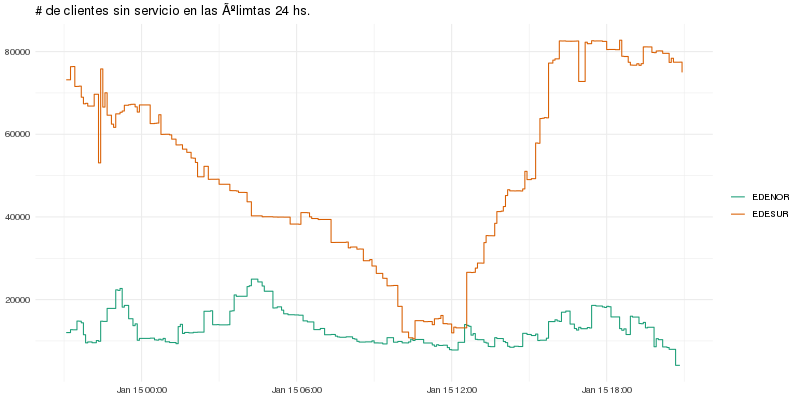 # de clientes sin servicio en las Ãºlimtas 24 hs.
80000
60000
40000
20000
Jan 15 00:00
Jan 15 06:00
Jan 15 12:00
Jan 15 18:00
EDENOR
EDESUR